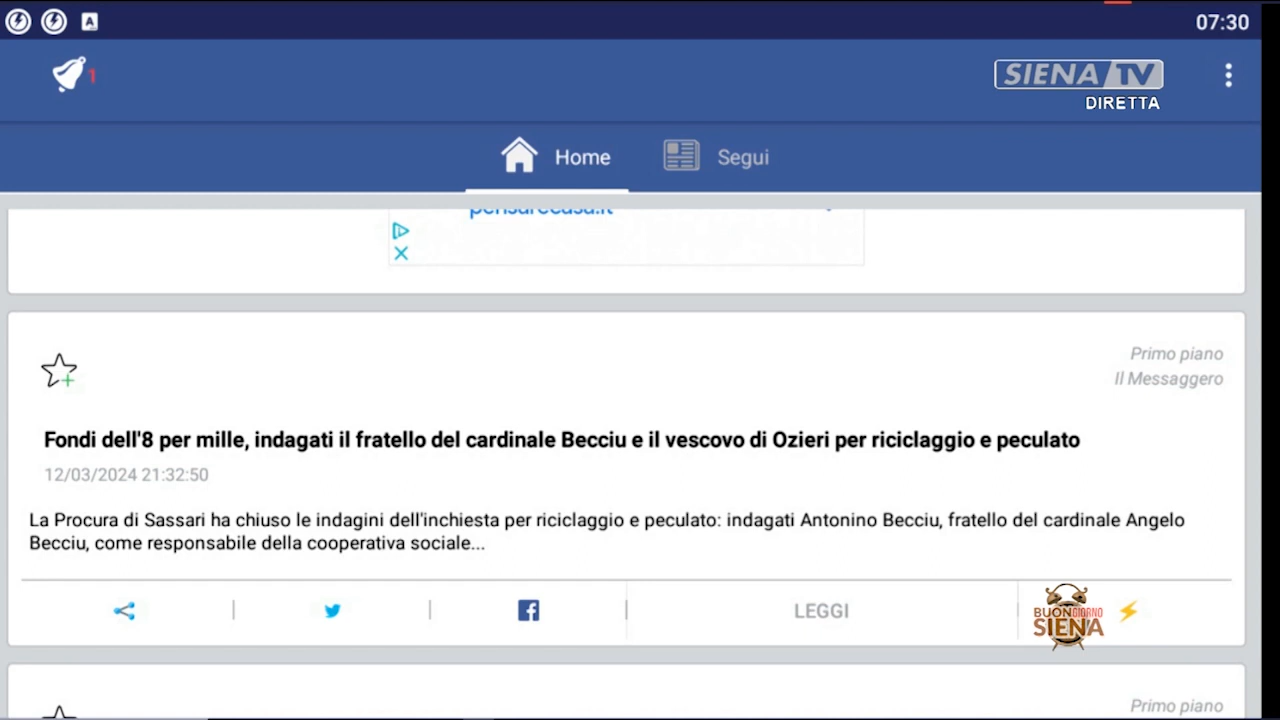 07:30
1
SIENA TV
DIRETTA
Home
Segui
pensarecasa.it
Primo piano
Il Messaggero
Fondi dell'8 per mille, indagati il fratello del cardinale Becciu e il vescovo di Ozieri per riciclaggio e peculato
12/03/2024 21:32:50
La Procura di Sassari ha chiuso le indagini dell'inchiesta per riciclaggio e peculato: indagati Antonino Becciu, fratello del cardinale Angelo
Becciu, come responsabile della cooperativa sociale...
LEGGI
BUONGIORNO
SIENA
Primo piano